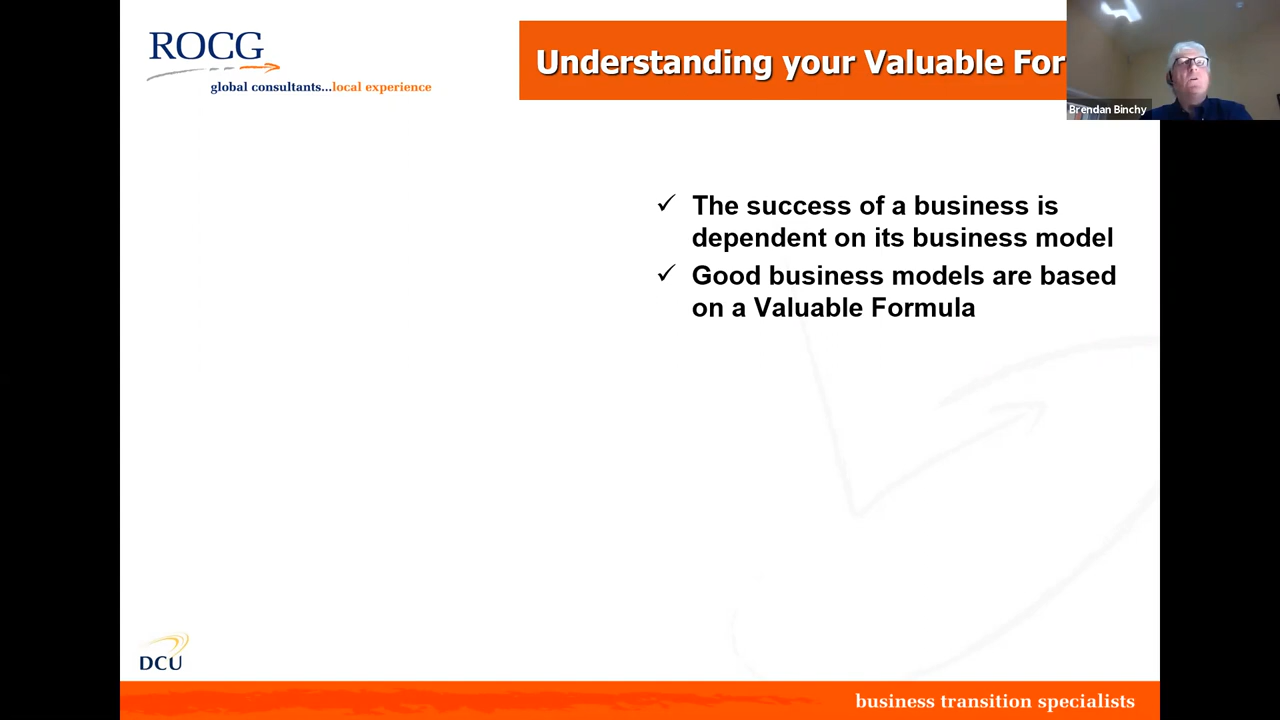 ROCG
global consultants...local experience
Understanding your Valuable For
Brendan Binchy
✓ The success of a business is
dependent on its business model
✓ Good business models are based
on a Valuable Formula
DCU
business transition specialists